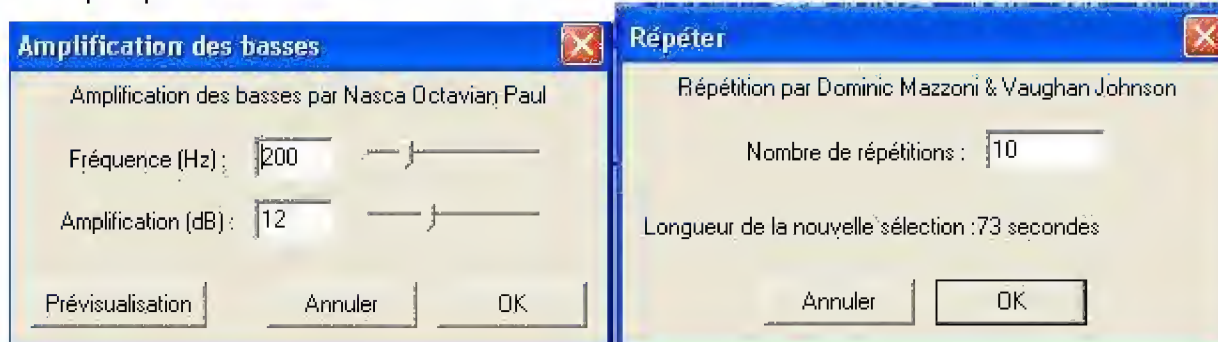 Amplification des basses
Amplification des basses par Nasca Octavian Paul
Fréquence (Hz) : 200
Amplification (dB) : 12
Prévisualisation Annuler OK
Répéter
Répétition par Dominic Mazzoni & Vaughan Johnson
Nombre de répétitions : 10
Longueur de la nouvelle sélection :73 secondes
Annuler OK